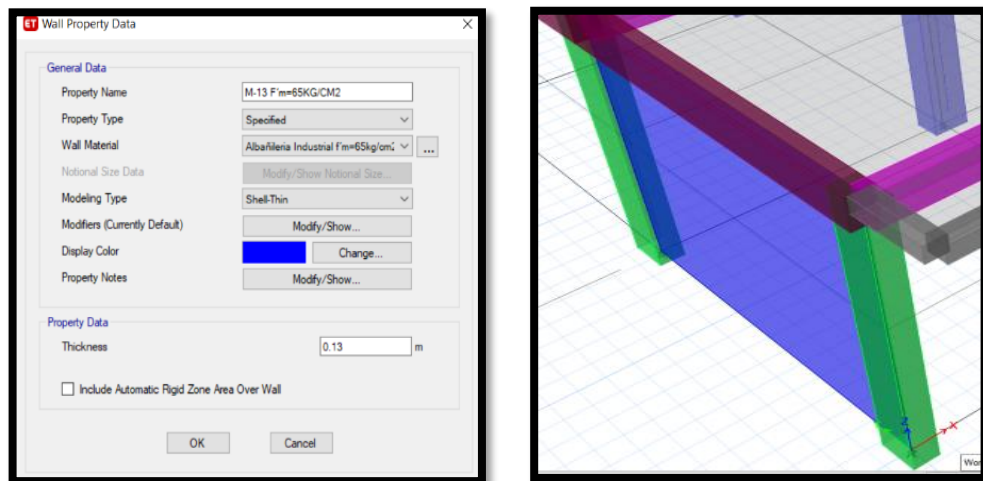 ET Wall Property Data
General Data
Property Name M-13 F'm=65KG/CM2
Property Type Specified
Wall Material Albañileria Industrial f'm=65kg/cm2 ...
Notional Size Data Modify/Show Notional Size...
Modeling Type Shell-Thin
Modifiers (Currently Default) Modify/Show...
Display Color Change...
Property Notes Modify/Show...
Property Data
Thickness 0.13 m
Include Automatic Rigid Zone Area Over Wall
OK Cancel
Z
X